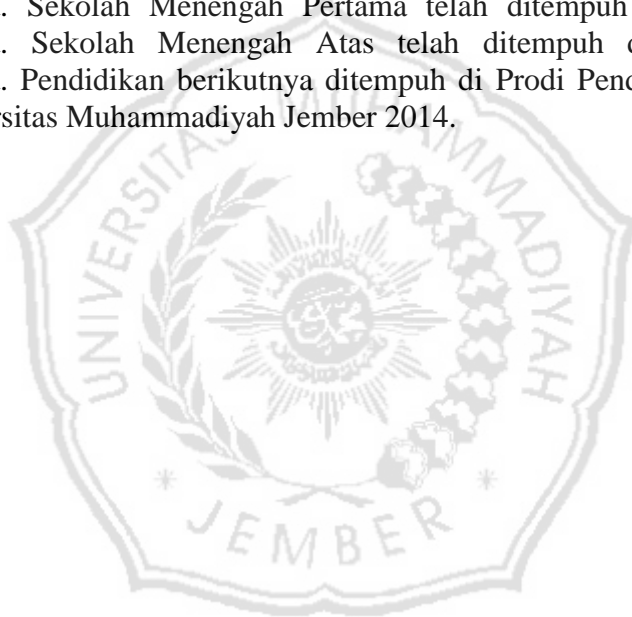 . Sekolah Menengah Pertama telah ditempuh
. Sekolah Menengah Atas telah ditempuh d
. Pendidikan berikutnya ditempuh di Prodi Pend
rsitas Muhammadiyah Jember 2014.
UNIVERSITAS MUHAMMADIYAH
JEMBER